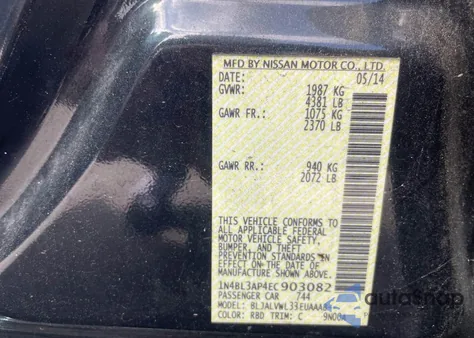 MFD BY NISSAN MOTOR CO., LTD.
DATE: 05/14
GVWR: 1987 KG
4381 LB
GAWR FR.: 1075 KG
2370 LB
GAWR RR.: 940 KG
2072 LB
THIS VEHICLE CONFORMS TO
ALL APPLICABLE FEDERAL
MOTOR VEHICLE SAFETY,
BUMPER, AND THEFT
PREVENTION STANDARDS IN
EFFECT ON THE DATE OF
MANUFACTURE SHOWN ABOVE.
1N4BL3AP4EC903082
PASSENGER CAR 744
MODEL:
COLOR: RBD TRIM: C
autosnap